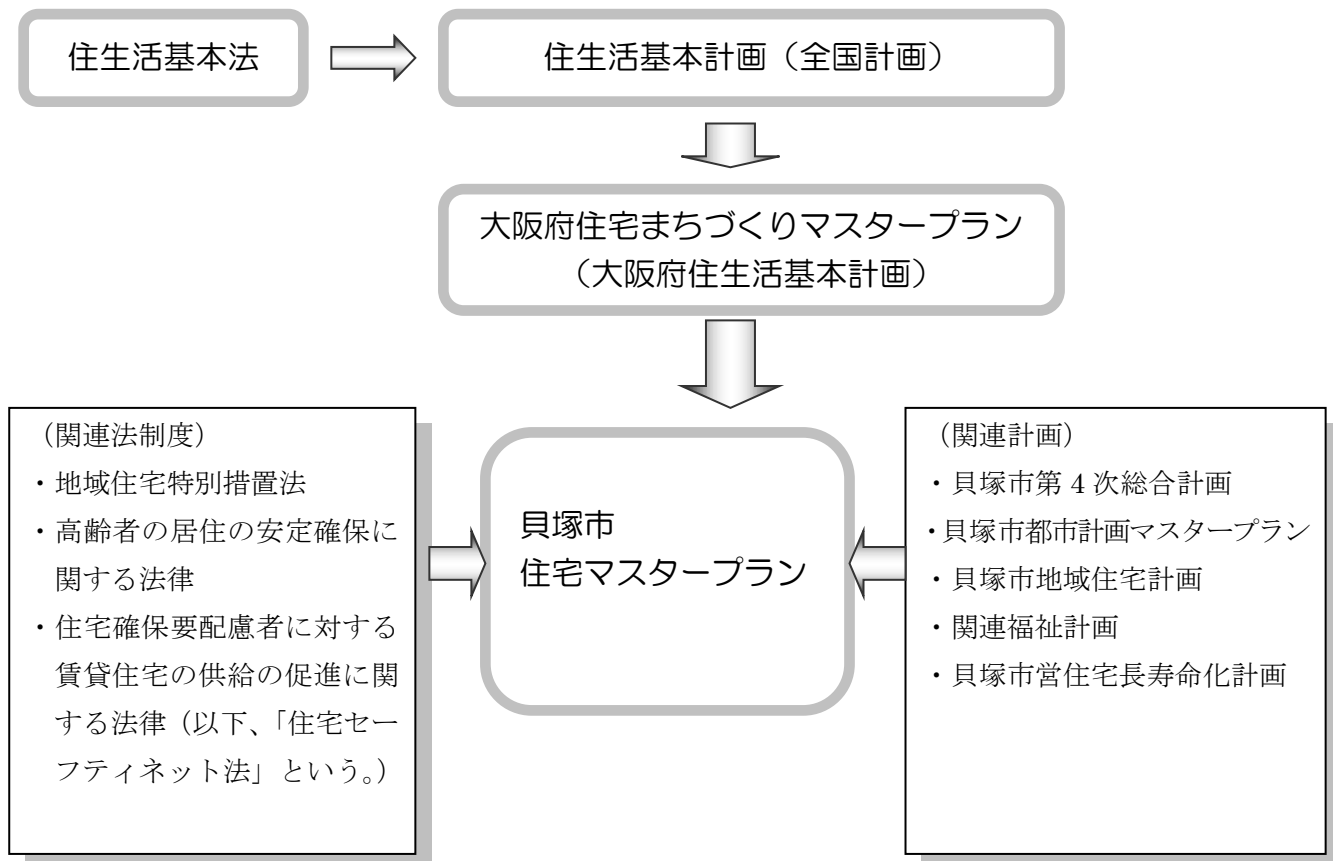 住生活基本法
住生活基本計画（全国計画）
大阪府住宅まちづくりマスタープラン
（大阪府住生活基本計画）
（関連法制度）
・地域住宅特別措置法
・高齢者の居住の安定確保に
関する法律
・住宅確保要配慮者に対する
賃貸住宅の供給の促進に関
する法律（以下、「住宅セー
フティネット法」という。）
貝塚市
住宅マスタープラン
（関連計画）
・貝塚市第 4 次総合計画
・貝塚市都市計画マスタープラン
・貝塚市地域住宅計画
・関連福祉計画
・貝塚市営住宅長寿命化計画